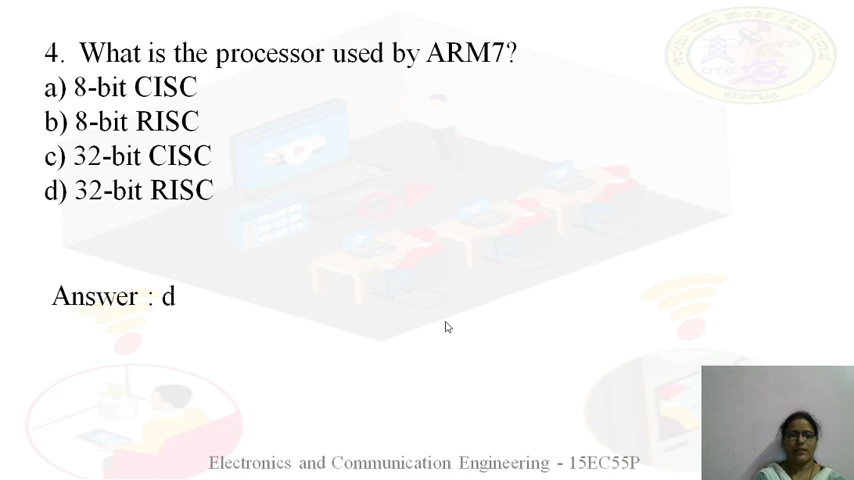 4. What is the processor used by ARM7?
a) 8-bit CISC
b) 8-bit RISC
c) 32-bit CISC
d) 32-bit RISC
Answer : d
Electronics and Communication Engineering - 15EC55P
DTE